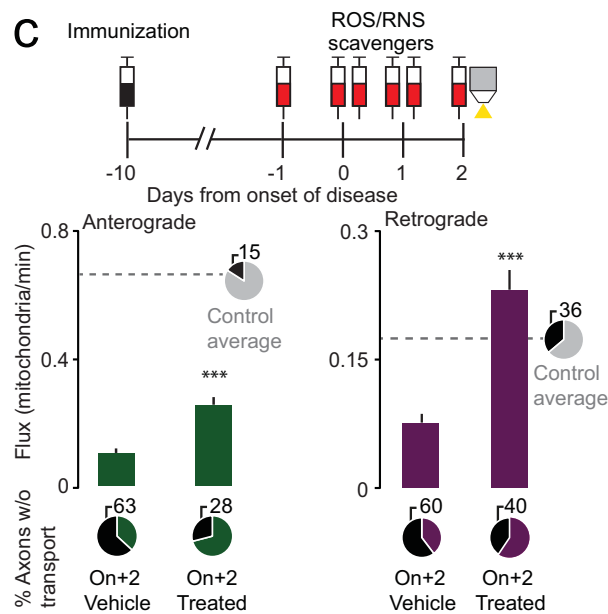 C
Immunization
ROS/RNS
scavengers
-10
-1
0
1
2
Days from onset of disease
Flux (mitochondria/min)
Anterograde
0.8
0.4
0
15
Control
average
***
Retrograde
0.3
0.15
0
***
36
Control
average
% Axons w/o
transport
63
28
60
40
On+2
Vehicle
On+2
Treated
On+2
Vehicle
On+2
Treated